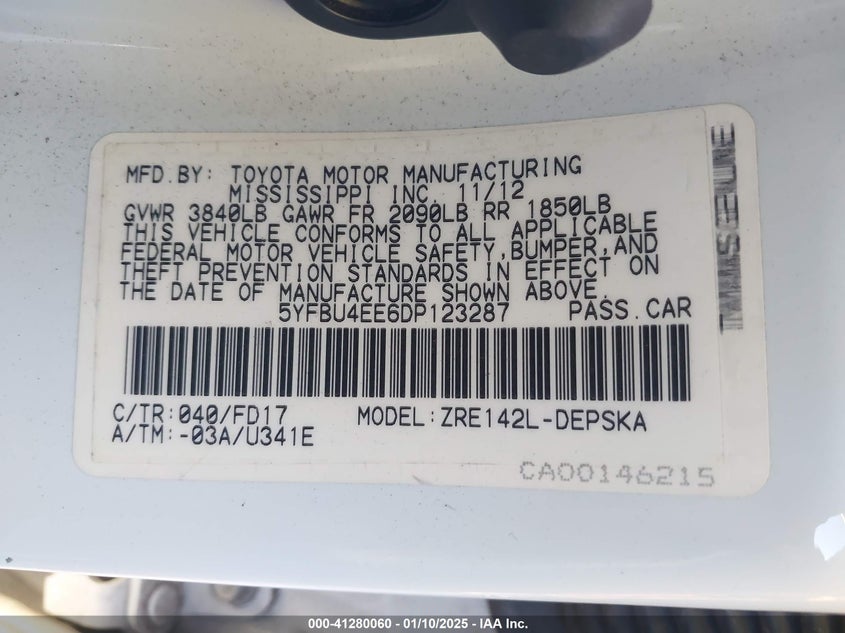 MFD.BY: TOYOTA MOTOR MANUFACTURING
MISSISSIPPI INC. 11/12
GVWR 3840LB GAWR FR 2090LB RR 1850LB
THIS VEHICLE CONFORMS TO ALL APPLICABLE
FEDERAL MOTOR VEHICLE SAFETY,BUMPER,AND
THEFT PREVENTION STANDARDS IN EFFECT ON
THE DATE OF MANUFACTURE SHOWN ABOVE.
5YFBU4EE6DP123287 PASS.CAR
C/TR:040/FD17 MODEL:ZRE142L-DEPSKA
A/TM:-03A/U341E
CA00146215
000-41280060 - 01/10/2025 - IAA Inc.